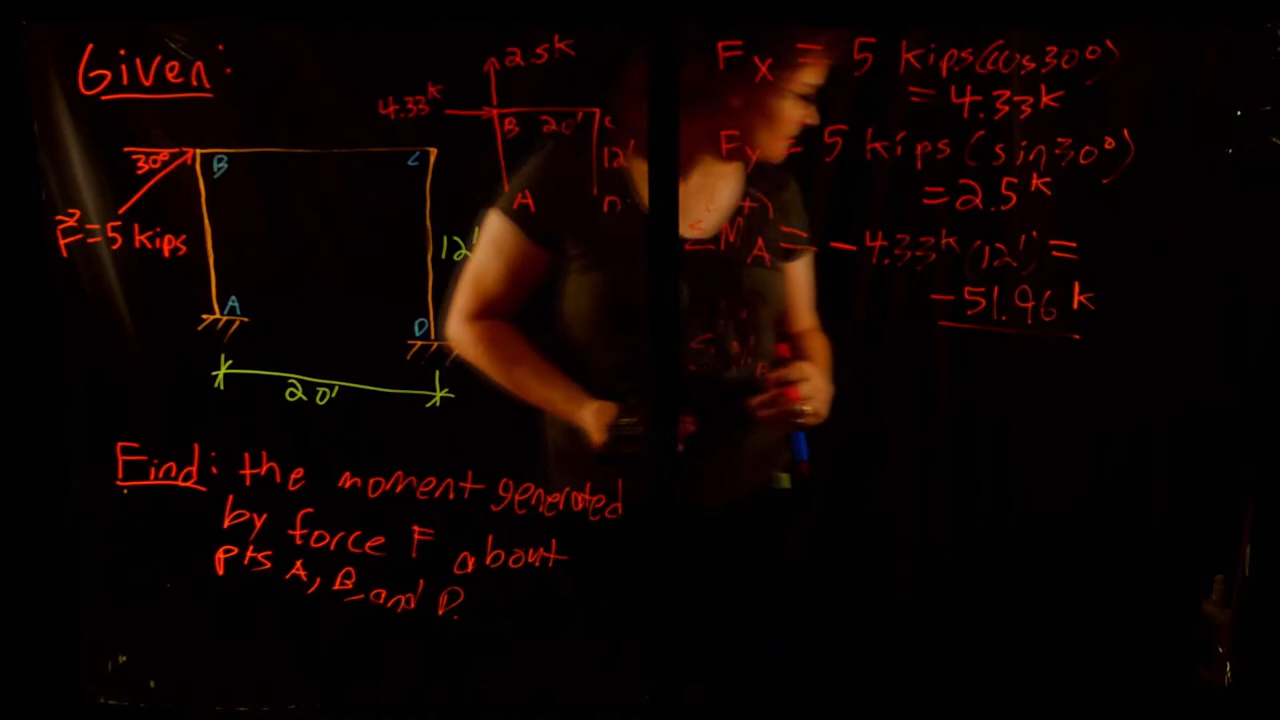 Given:
30°
B
C
F=5 kips
A
D
12'
20'
2.5k
4.33k
B 20' C
12'
A
Fx = 5 kips(cos30°)
= 4.33k
Fy = 5 kips (sin30°)
= 2.5k
ΣMA = -4.33k(12') =
-51.96 k
Find: the moment generated
by force F about
pts A, B, and D.